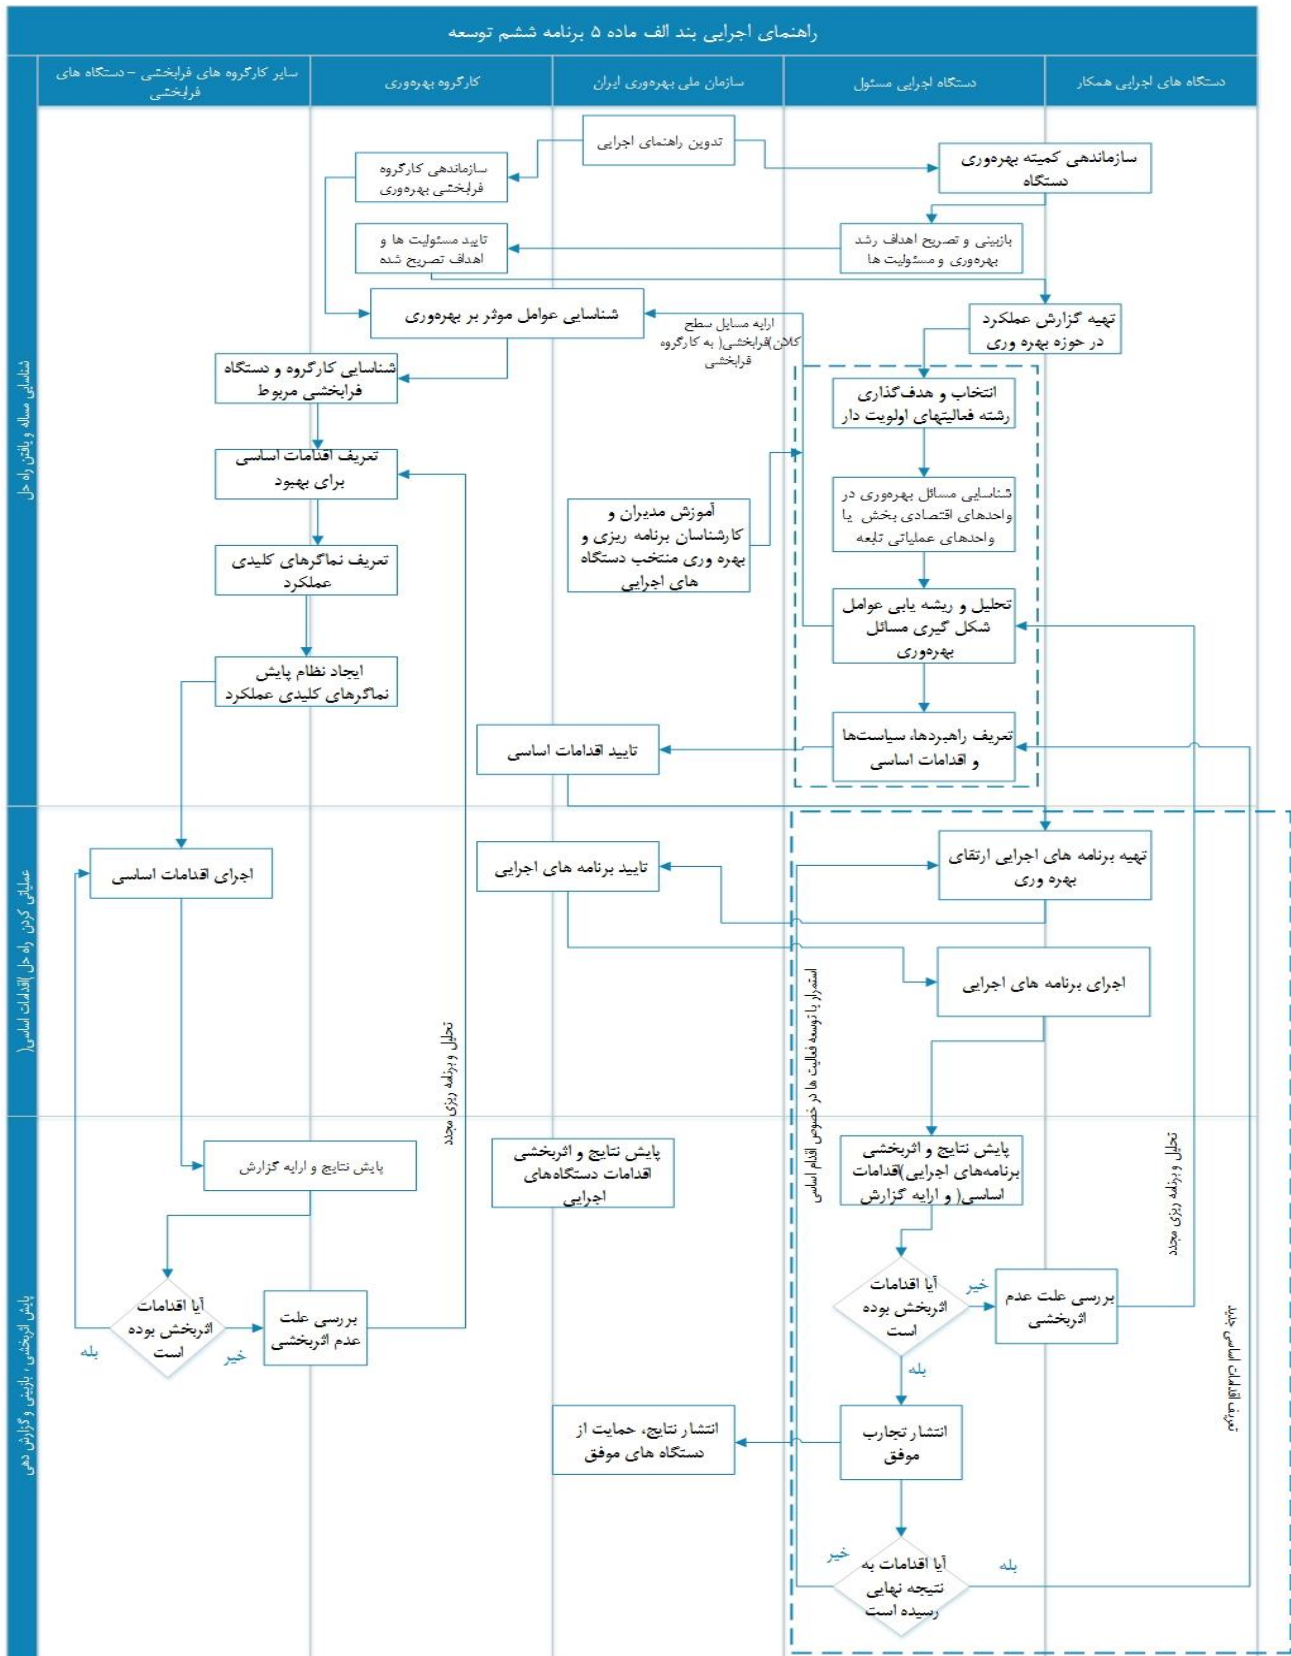 راهنمای اجرایی بند الف ماده ۵ برنامه ششم توسعه
دستگاه های اجرایی همکار
دستگاه اجرایی مسئول
سازمان ملی بهره‌وری ایران
کارگروه بهره‌وری
سایر کارگروه های فرابخشی – دستگاه های
فرابخشی
شناسایی مساله و یافتن راه حل
تدوین راهنمای اجرایی
سازماندهی کمیته بهره‌وری
دستگاه
سازماندهی کارگروه
فرابخشی بهره‌وری
بازبینی و تصریح اهداف رشد
بهره‌وری و مسئولیت ها
تایید مسئولیت ها و
اهداف تصریح شده
تهیه گزارش عملکرد
در حوزه بهره وری
شناسایی عوامل موثر بر بهره‌وری
ارایه مسایل سطح
کلان)فرابخشی( به کارگروه
فرابخشی
شناسایی کارگروه و دستگاه
فرابخشی مربوط
انتخاب و هدف‌گذاری
رشته فعالیتهای اولویت دار
تعریف اقدامات اساسی
برای بهبود
شناسایی مسائل بهره‌وری در
واحدهای اقتصادی بخش یا
واحدهای عملیاتی تابعه
آموزش مدیران و
کارشناسان برنامه ریزی و
بهره وری منتخب دستگاه
های اجرایی
تعریف نماگرهای کلیدی
عملکرد
تحلیل و ریشه یابی عوامل
شکل گیری مسائل
بهره‌وری
ایجاد نظام پایش
نماگرهای کلیدی عملکرد
تعریف راهبردها، سیاست‌ها
و اقدامات اساسی
تایید اقدامات اساسی
عملیاتی کردن راه حل )اقدامات اساسی(
تهیه برنامه های اجرایی ارتقای
بهره وری
تایید برنامه های اجرایی
اجرای اقدامات اساسی
اجرای برنامه های اجرایی
استمرار یا توسعه فعالیت ها در خصوص اقدام اساسی
تحلیل و برنامه ریزی مجدد
تحلیل و برنامه ریزی مجدد
تعریف اقدامات اساسی جدید
پایش اثربخشی ، بازبینی و گزارش دهی
پایش نتایج و اثربخشی
برنامه‌های اجرایی)اقدامات
اساسی( و ارایه گزارش
پایش نتایج و اثربخشی
اقدامات دستگاه‌های
اجرایی
پایش نتایج و ارایه گزارش
آیا اقدامات
اثربخش بوده
است
خیر
بله
بررسی علت عدم
اثربخشی
بررسی علت
عدم اثربخشی
آیا اقدامات
اثربخش بوده
است
خیر
بله
انتشار تجارب
موفق
انتشار نتایج، حمایت از
دستگاه های موفق
آیا اقدامات به
نتیجه نهایی
رسیده است
بله
خیر